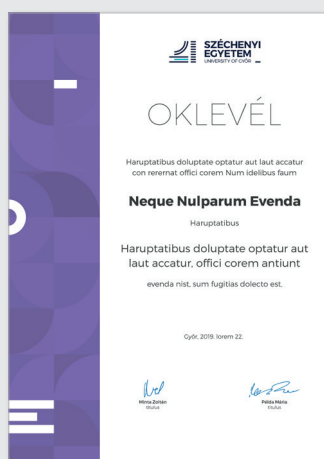 SZÉCHENYI
EGYETEM
UNIVERSITY OF GYŐR
OKLEVÉL
Haruptatibus doluptate optatur aut laut accatur
con rerernat offici corem Num idelibus faum
Neque Nulparum Evenda
Haruptatibus
Haruptatibus doluptate optatur aut
laut accatur, offici corem antiunt
evenda nist, sum fugitias dolecto est.
Győr, 2019. lorem 22.
Minta Zoltán
titulus
Példa Mária
titulus